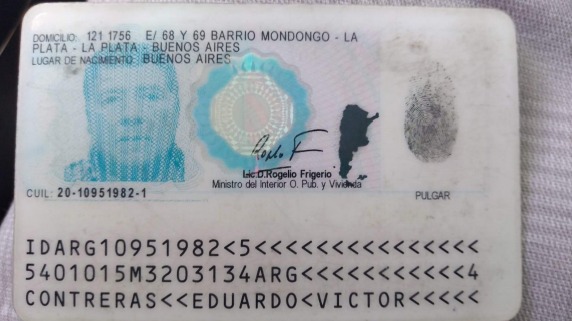 DOMICILIO: 121 1756 E/ 68 Y 69 BARRIO MONDONGO - LA
PLATA - LA PLATA - BUENOS AIRES
LUGAR DE NACIMIENTO: BUENOS AIRES
Lic.D.Rogelio Frigerio
Ministro del Interior O. Pub. y Vivienda
PULGAR
CUIL: 20-10951982-1
IDARG10951982<5<<<<<<<<<<<<<<<
5401015M3203134ARG<<<<<<<<<<<4
CONTRERAS<<EDUARDO<VICTOR<<<<<